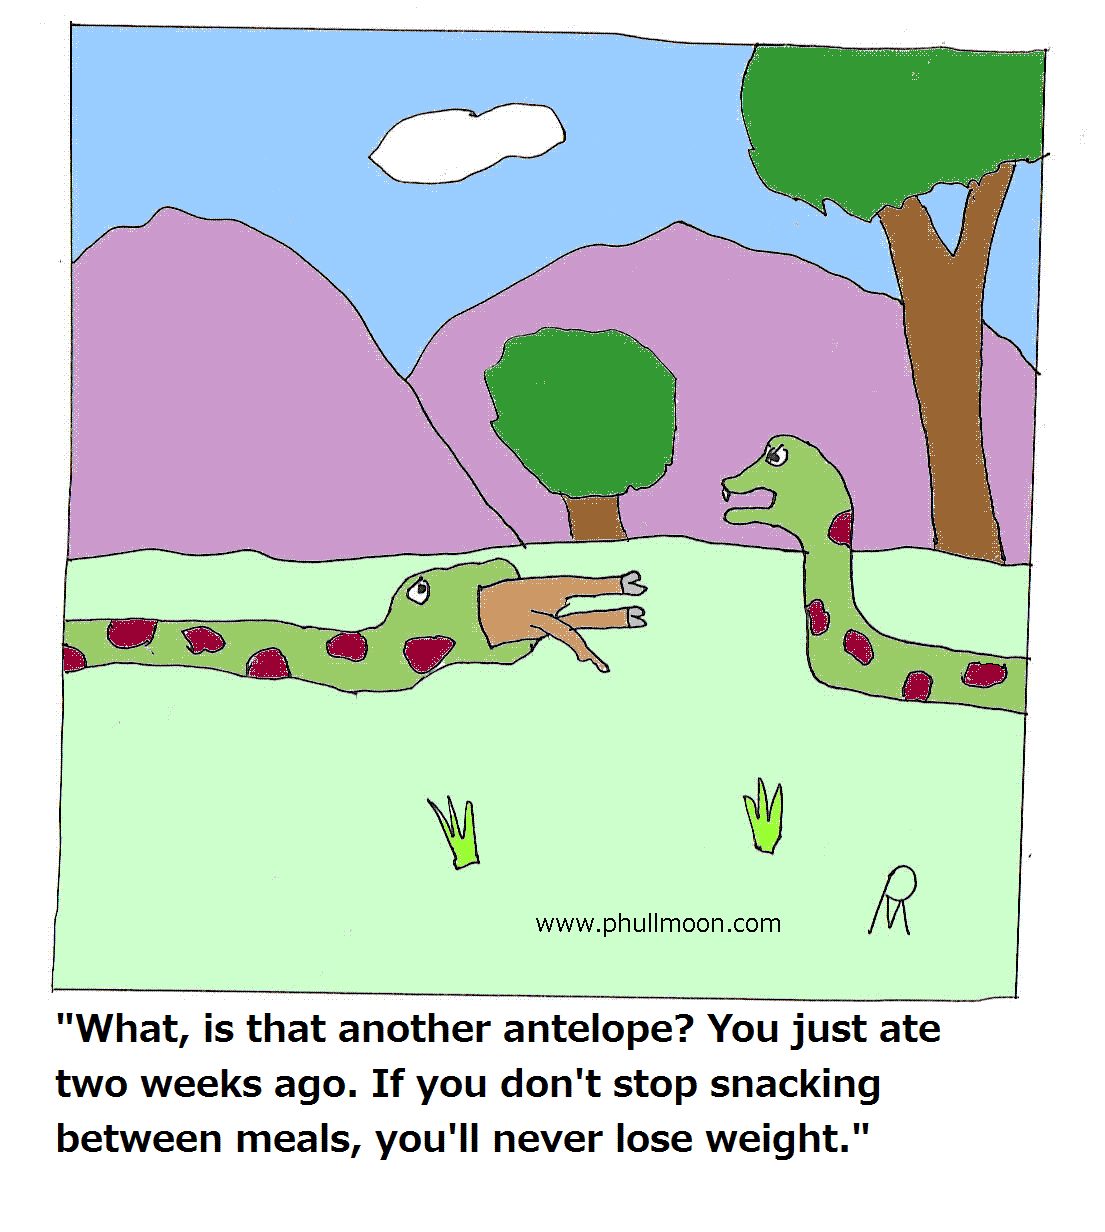 www.phullmoon.com
"What, is that another antelope? You just ate
two weeks ago. If you don't stop snacking
between meals, you'll never lose weight."